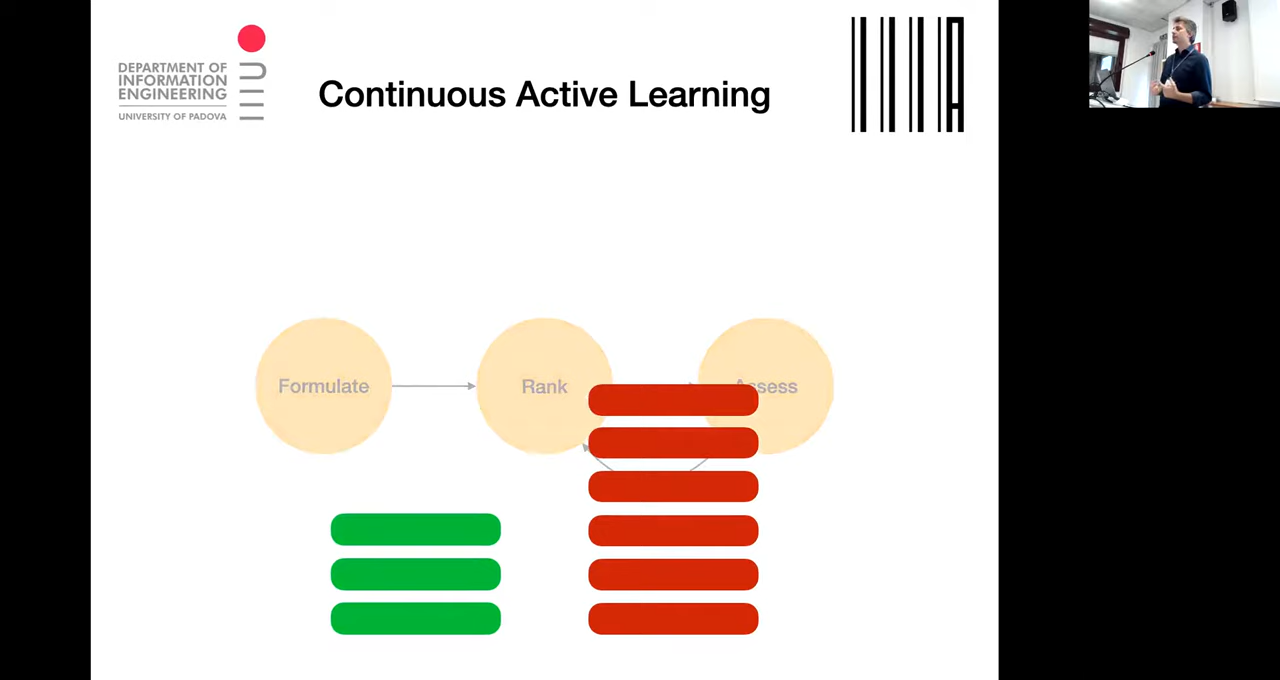 DEPARTMENT OF
INFORMATION
ENGINEERING
UNIVERSITY OF PADOVA
Continuous Active Learning
Formulate
Rank
Assess